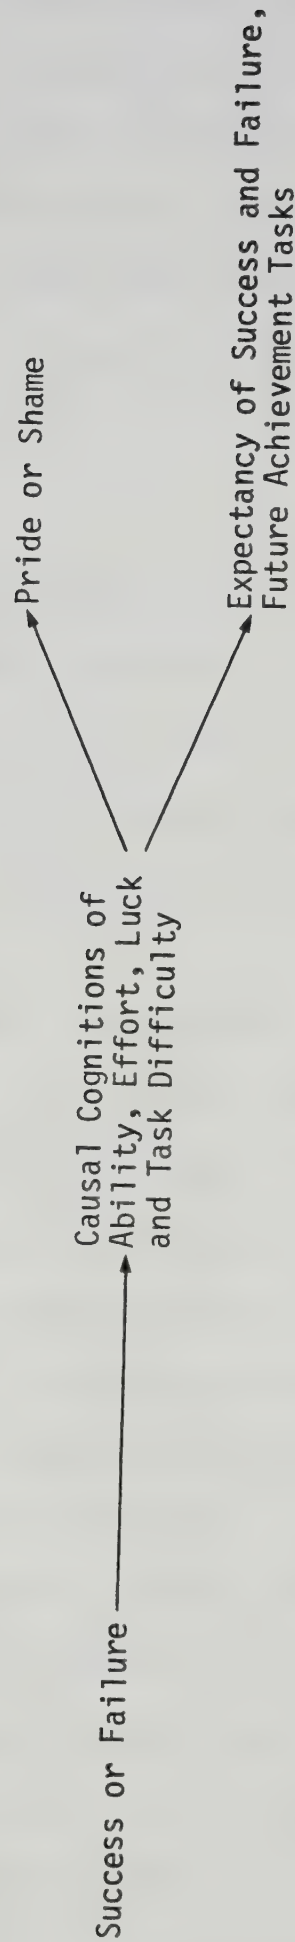 Success or Failure
Causal Cognitions of
Ability, Effort, Luck
and Task Difficulty
Pride or Shame
Expectancy of Success and Failure,
Future Achievement Tasks